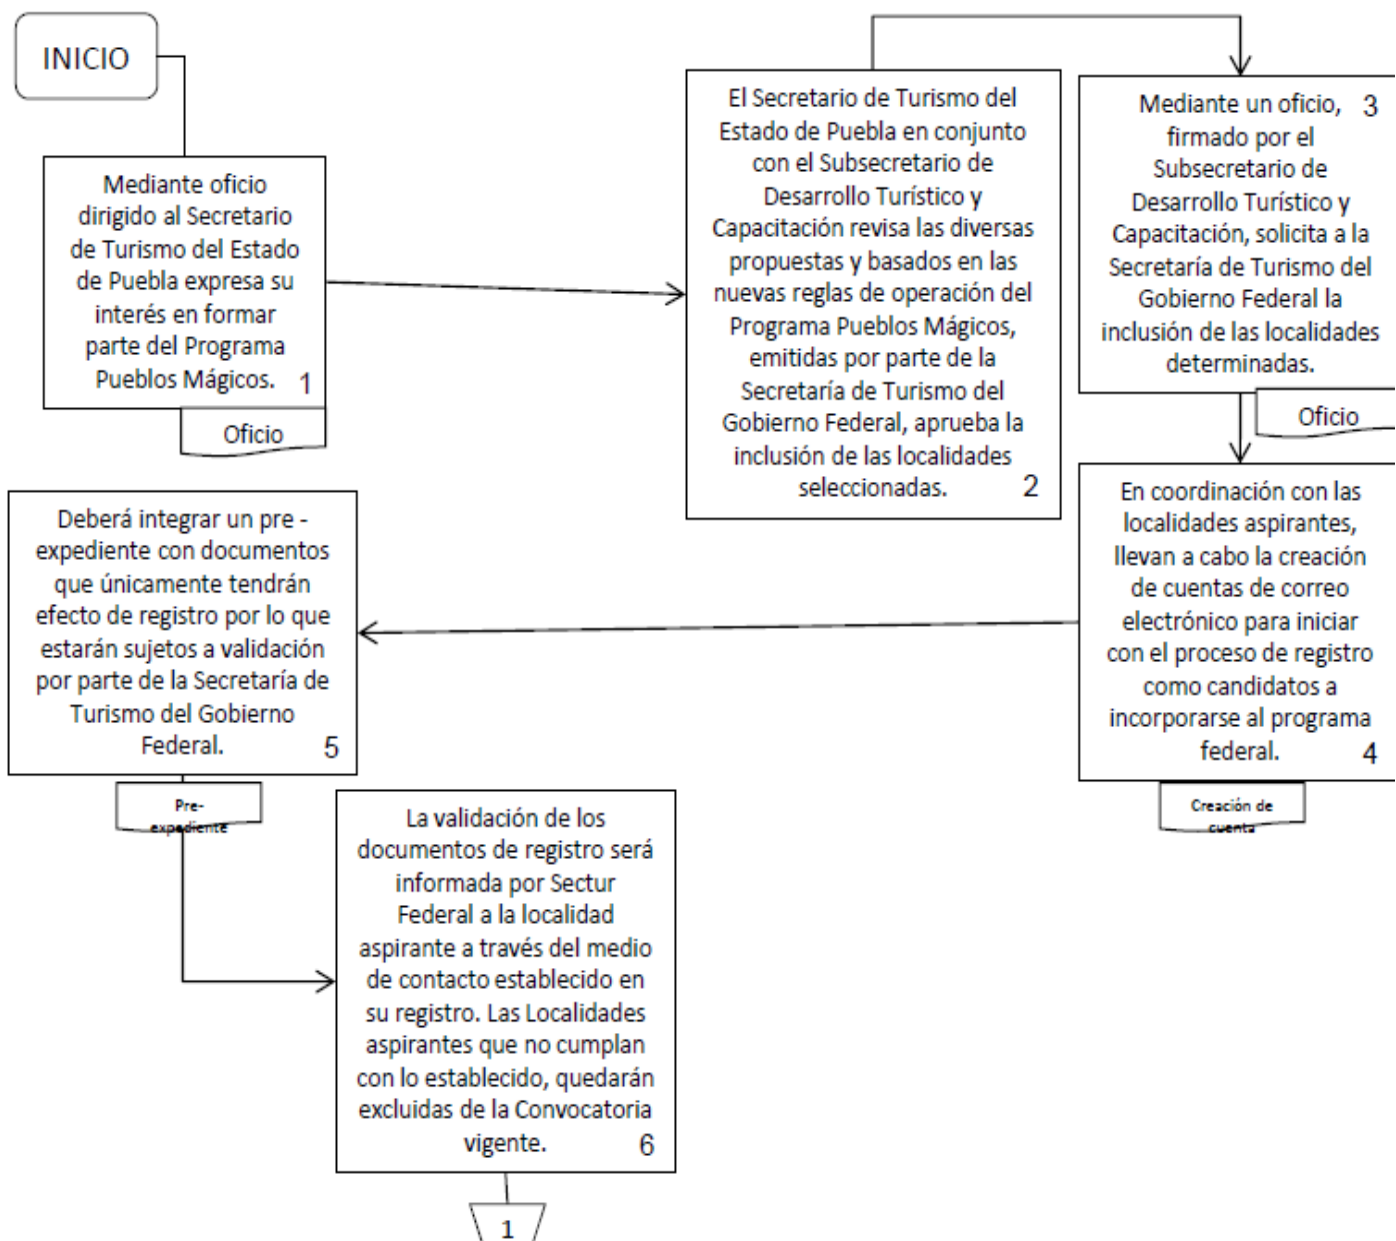 INICIO
Mediante oficio
dirigido al Secretario
de Turismo del Estado
de Puebla expresa su
interés en formar
parte del Programa
Pueblos Mágicos. 1
Oficio
El Secretario de Turismo del
Estado de Puebla en conjunto
con el Subsecretario de
Desarrollo Turístico y
Capacitación revisa las diversas
propuestas y basados en las
nuevas reglas de operación del
Programa Pueblos Mágicos,
emitidas por parte de la
Secretaría de Turismo del
Gobierno Federal, aprueba la
inclusión de las localidades
seleccionadas. 2
Mediante un oficio, 3
firmado por el
Subsecretario de
Desarrollo Turístico y
Capacitación, solicita a la
Secretaría de Turismo del
Gobierno Federal la
inclusión de las localidades
determinadas.
Oficio
En coordinación con las
localidades aspirantes,
llevan a cabo la creación
de cuentas de correo
electrónico para iniciar
con el proceso de registro
como candidatos a
incorporarse al programa
federal. 4
Creación de
cuenta
Deberá integrar un pre -
expediente con documentos
que únicamente tendrán
efecto de registro por lo que
estarán sujetos a validación
por parte de la Secretaría de
Turismo del Gobierno
Federal. 5
Pre-
expediente
La validación de los
documentos de registro será
informada por Sectur
Federal a la localidad
aspirante a través del medio
de contacto establecido en
su registro. Las Localidades
aspirantes que no cumplan
con lo establecido, quedarán
excluidas de la Convocatoria
vigente. 6
1